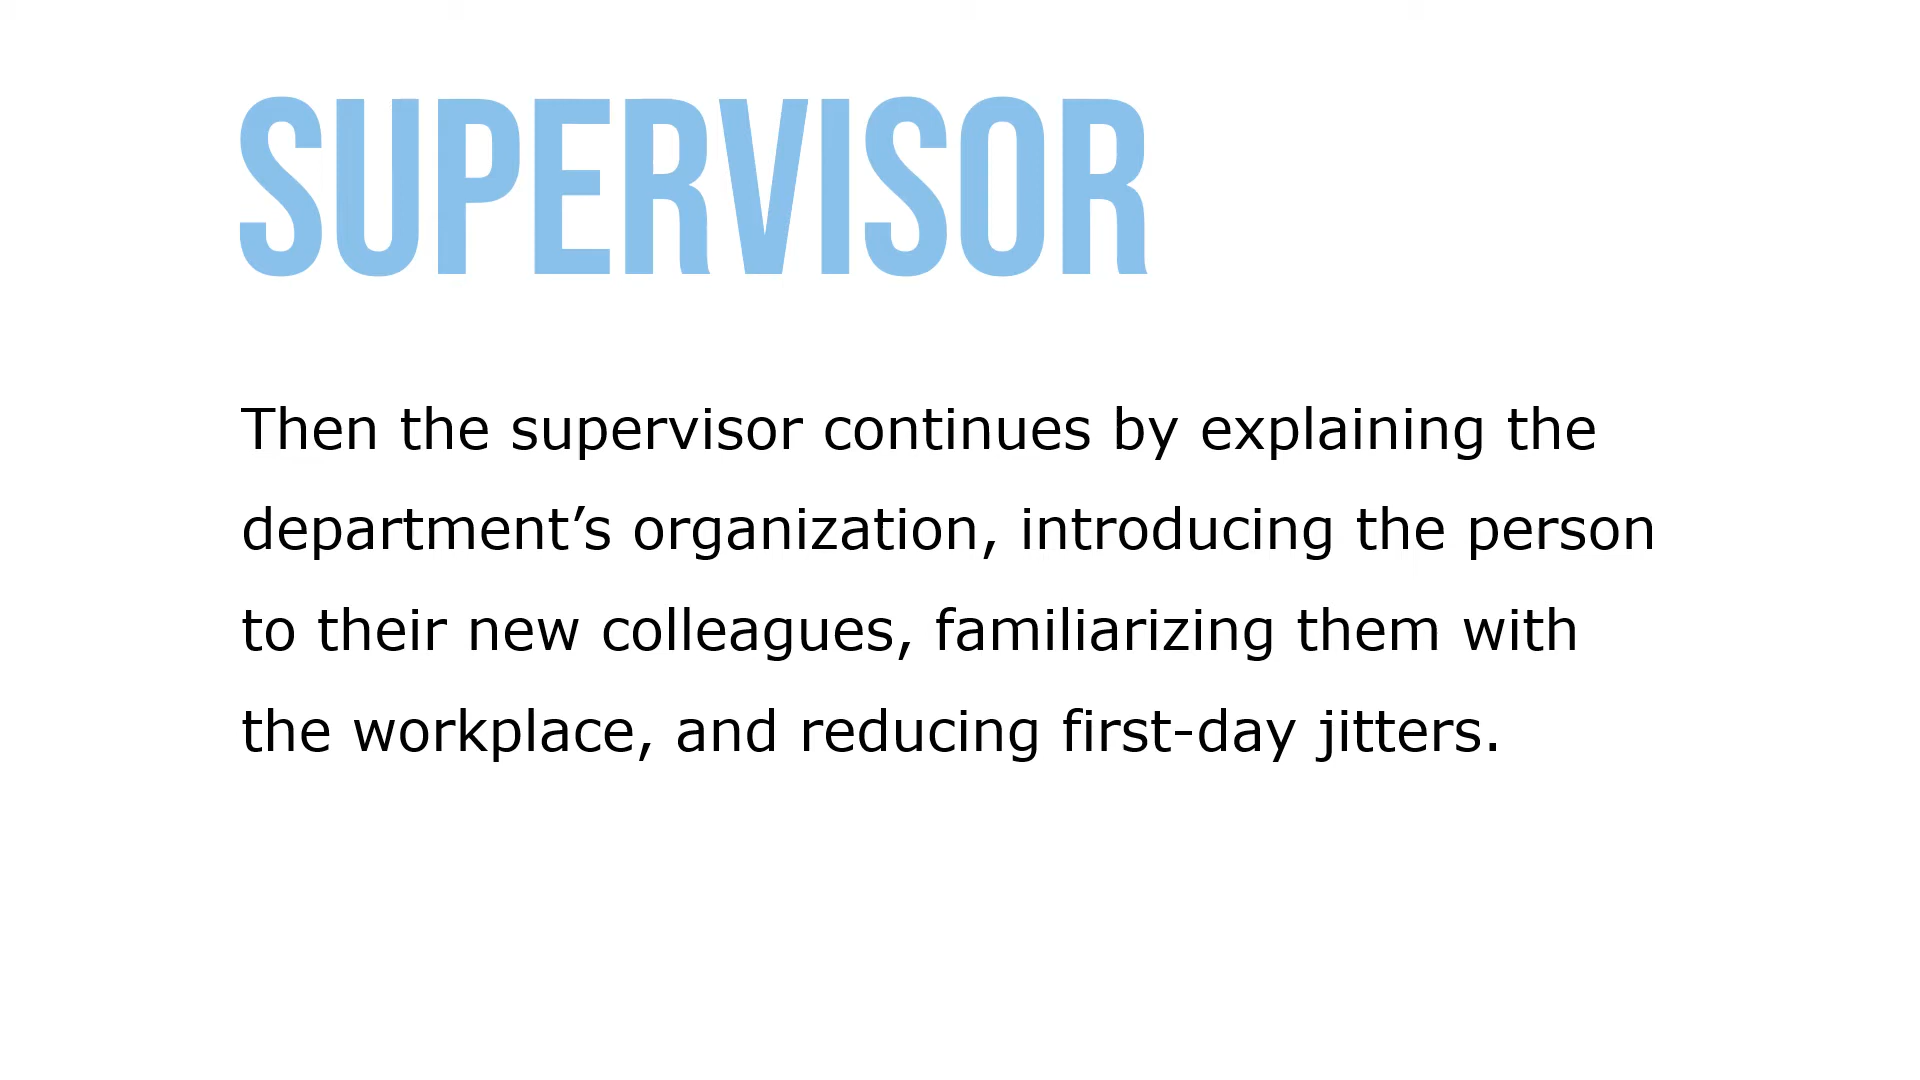 SUPERVISOR
Then the supervisor continues by explaining the
department’s organization, introducing the person
to their new colleagues, familiarizing them with
the workplace, and reducing first-day jitters.